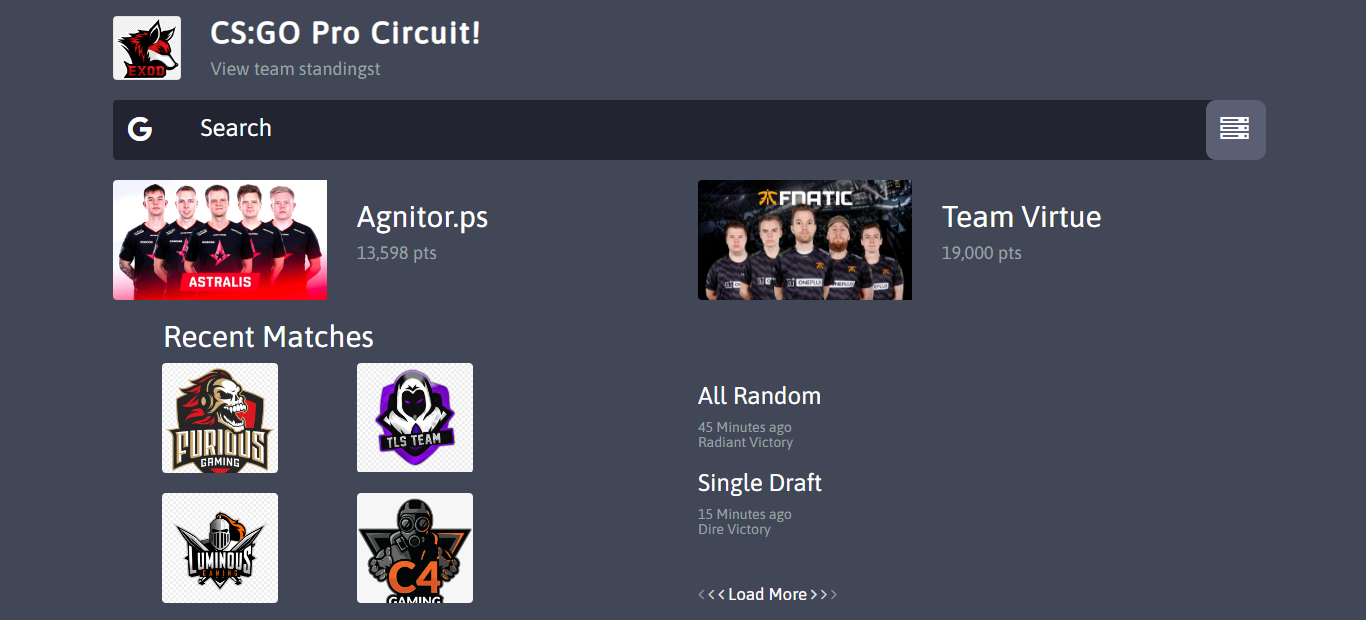 CS:GO Pro Circuit!
View team standingst
EXOD
G
Search
ASTRALIS
Agnitor.ps
13,598 pts
FNATIC
ONEPLUS
ONEPLUS
Team Virtue
19,000 pts
Recent Matches
FURIOUS
GAMING
TLS TEAM
LUMINOUS
GAMING
C4
GAMING
All Random
45 Minutes ago
Radiant Victory
Single Draft
15 Minutes ago
Dire Victory
‹‹‹ Load More › › ›